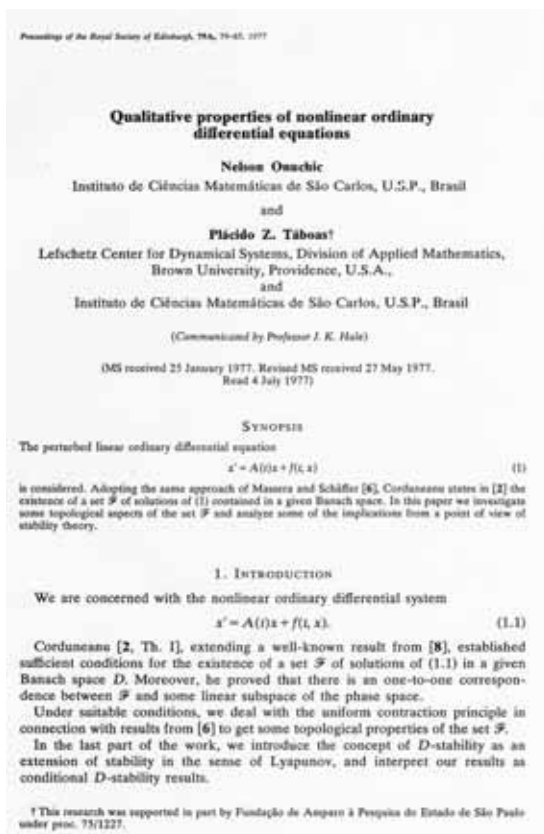 Proceedings of the Royal Society of Edinburgh, 79A, 79-85, 1977
Qualitative properties of nonlinear ordinary
differential equations
Nelson Onuchic
Instituto de Ciências Matemáticas de São Carlos, U.S.P., Brasil
and
Plácido Z. Táboas†
Lefschetz Center for Dynamical Systems, Division of Applied Mathematics,
Brown University, Providence, U.S.A.,
and
Instituto de Ciências Matemáticas de São Carlos, U.S.P., Brasil
(Communicated by Professor J. K. Hale)
(MS received 25 January 1977. Revised MS received 27 May 1977.
Read 4 July 1977)
SYNOPSIS
The perturbed linear ordinary differential equation
x' = A(t)x + f(t, x) (1)
is considered. Adopting the same approach of Massera and Schäffer [6], Corduneanu states in [2] the
existence of a set ℱ of solutions of (1) contained in a given Banach space. In this paper we investigate
some topological aspects of the set ℱ and analyze some of the implications from a point of view of
stability theory.
1. INTRODUCTION
We are concerned with the nonlinear ordinary differential system
x' = A(t)x + f(t, x). (1.1)
Corduneanu [2, Th. I], extending a well-known result from [8], established
sufficient conditions for the existence of a set ℱ of solutions of (1.1) in a given
Banach space D. Moreover, he proved that there is an one-to-one correspon-
dence between ℱ and some linear subspace of the phase space.
Under suitable conditions, we deal with the uniform contraction principle in
connection with results from [6] to get some topological properties of the set ℱ.
In the last part of the work, we introduce the concept of D-stability as an
extension of stability in the sense of Lyapunov, and interpret our results as
conditional D-stability results.
† This research was supported in part by Fundação de Amparo à Pesquisa do Estado de São Paulo
under proc. 75/1227.